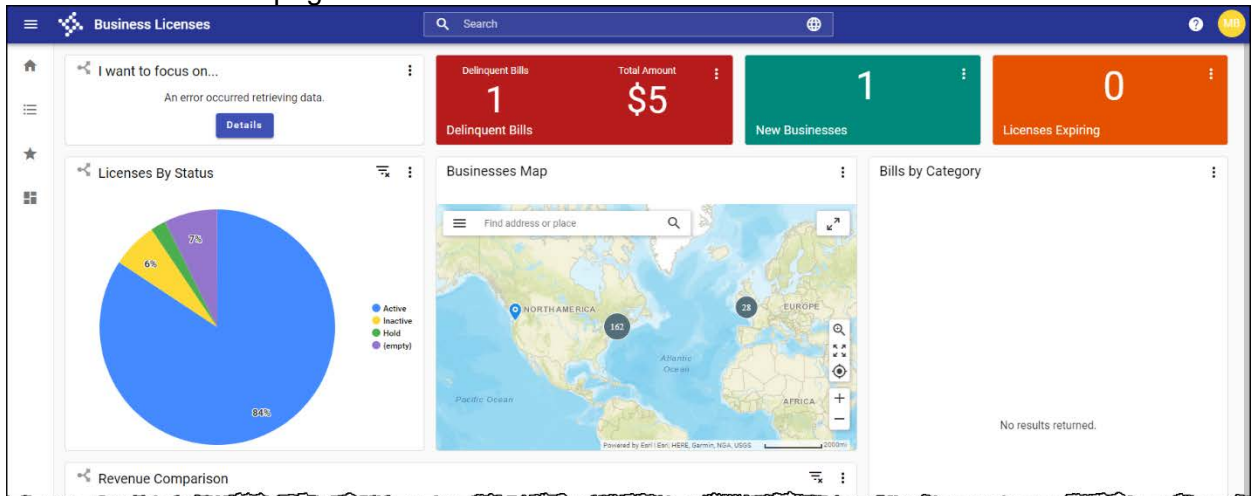 Business Licenses
Search
MB
I want to focus on...
An error occurred retrieving data.
Details
Delinquent Bills
Total Amount
1
$5
Delinquent Bills
1
New Businesses
0
Licenses Expiring
Licenses By Status
7%
6%
84%
Active
Inactive
Hold
(empty)
Businesses Map
Find address or place
NORTH AMERICA
162
28
EUROPE
Atlantic
Ocean
Pacific Ocean
AFRICA
Powered by Esri | Esri, HERE, Garmin, NGA, USGS
2000mi
Bills by Category
No results returned.
Revenue Comparison